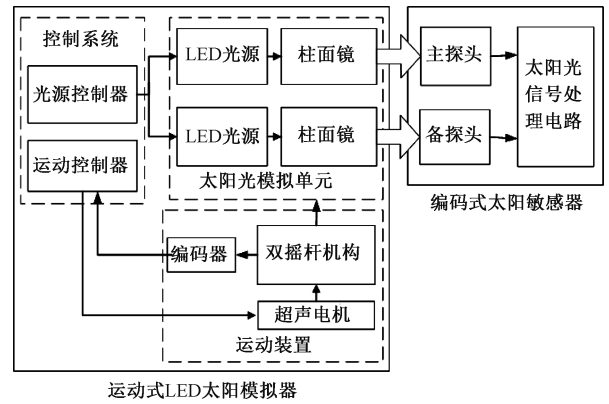 控制系统
光源控制器
运动控制器
LED光源
柱面镜
LED光源
柱面镜
太阳光模拟单元
主探头
备探头
太阳光
信号处
理电路
编码式太阳敏感器
编码器
双摇杆机构
超声电机
运动装置
运动式LED太阳模拟器